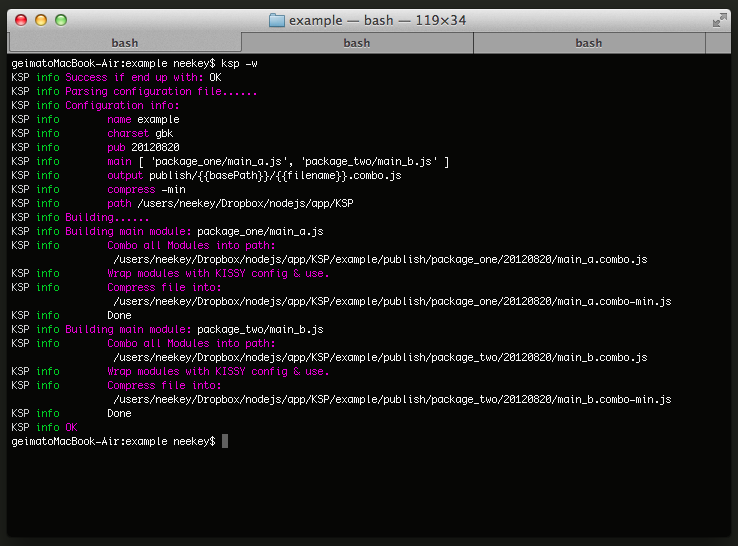 example — bash — 119×34
bash bash bash
geimatoMacBook-Air:example neekey$ ksp -w
KSP info Success if end up with: OK
KSP info Parsing configuration file......
KSP info Configuration info:
KSP info name example
KSP info charset gbk
KSP info pub 20120820
KSP info main [ 'package_one/main_a.js', 'package_two/main_b.js' ]
KSP info output publish/{{basePath}}/{{filename}}.combo.js
KSP info compress -min
KSP info path /users/neekey/Dropbox/nodejs/app/KSP
KSP info Building......
KSP info Building main module: package_one/main_a.js
KSP info Combo all Modules into path:
/users/neekey/Dropbox/nodejs/app/KSP/example/publish/package_one/20120820/main_a.combo.js
KSP info Wrap modules with KISSY config & use.
KSP info Compress file into:
/users/neekey/Dropbox/nodejs/app/KSP/example/publish/package_one/20120820/main_a.combo-min.js
KSP info Done
KSP info Building main module: package_two/main_b.js
KSP info Combo all Modules into path:
/users/neekey/Dropbox/nodejs/app/KSP/example/publish/package_two/20120820/main_b.combo.js
KSP info Wrap modules with KISSY config & use.
KSP info Compress file into:
/users/neekey/Dropbox/nodejs/app/KSP/example/publish/package_two/20120820/main_b.combo-min.js
KSP info Done
KSP info OK
geimatoMacBook-Air:example neekey$